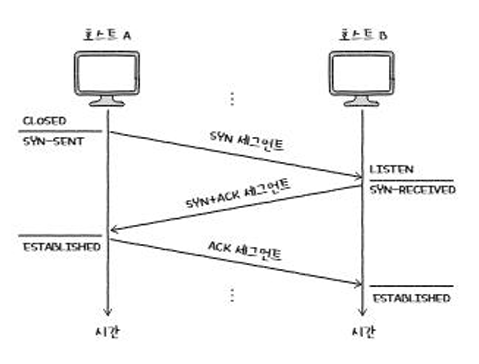 호스트 A
호스트 B
CLOSED
SYN-SENT
SYN 세그먼트
LISTEN
SYN-RECEIVED
SYN+ACK 세그먼트
ESTABLISHED
ACK 세그먼트
ESTABLISHED
시간
시간